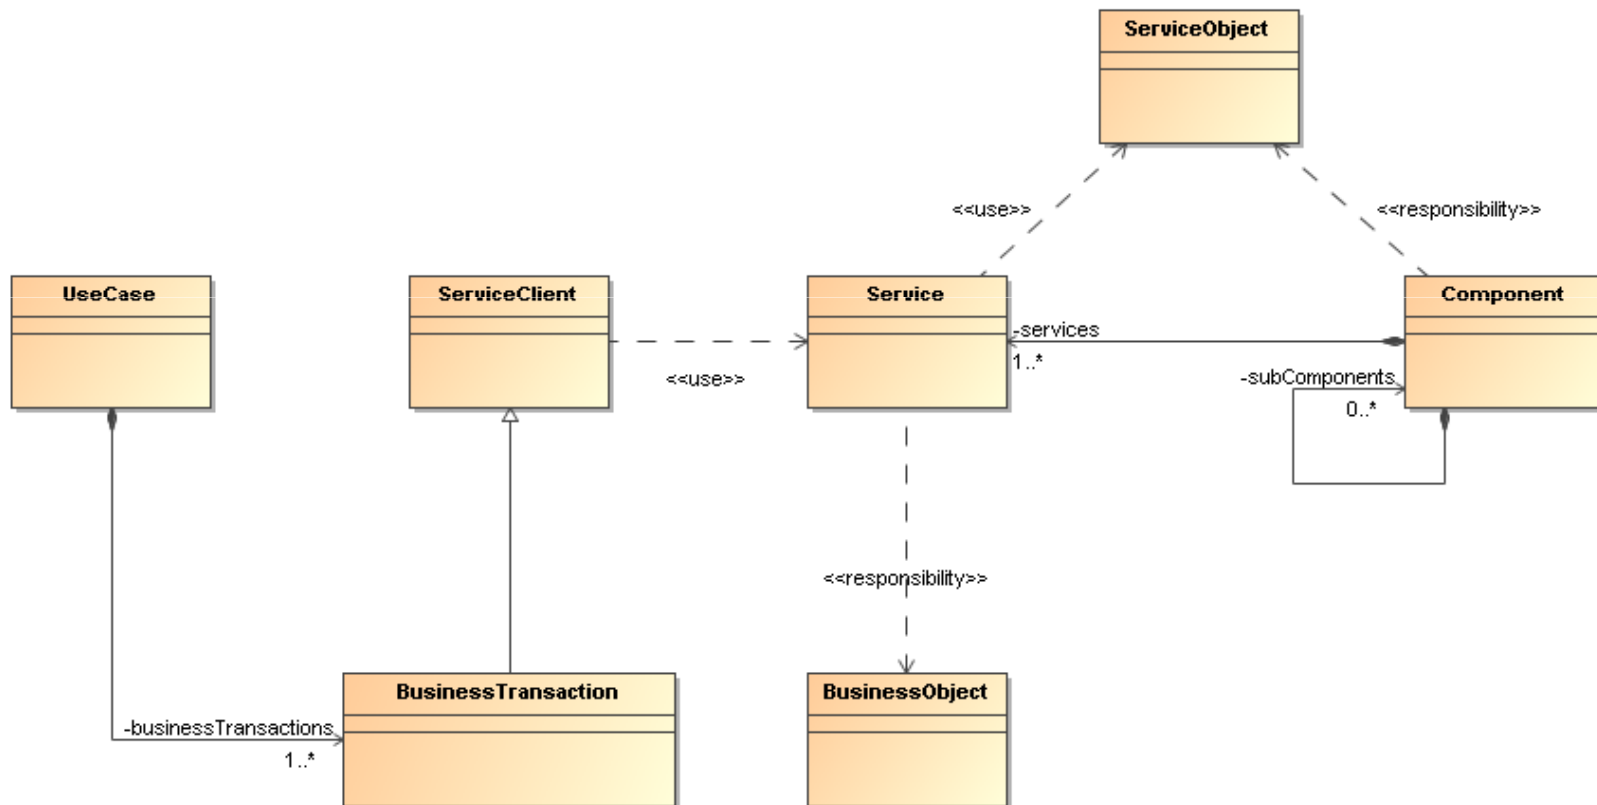 ServiceObject
<<use>>
<<responsibility>>
UseCase
ServiceClient
Service
Component
-services
1..*
<<use>>
-subComponents
0..*
<<responsibility>>
BusinessTransaction
BusinessObject
-businessTransactions
1..*